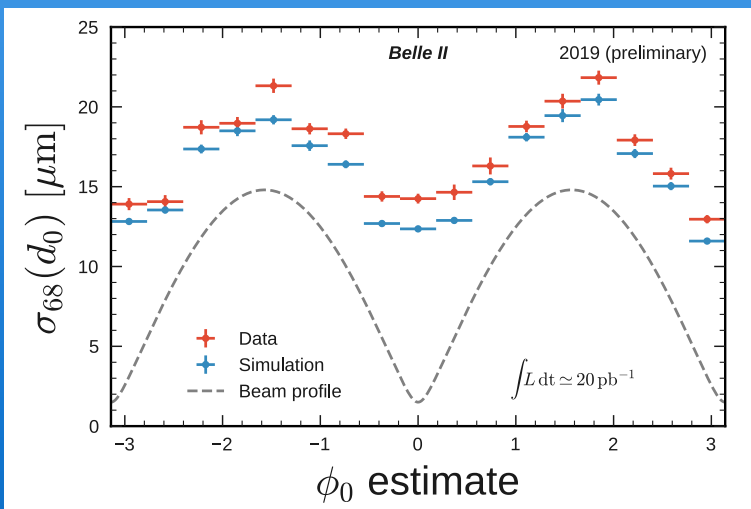 Belle II 2019 (preliminary)
25
20
15
10
5
0
σ68(d0) [μm]
Data
Simulation
Beam profile
∫L dt ≃ 20 pb⁻¹
−3 −2 −1 0 1 2 3
ϕ0 estimate